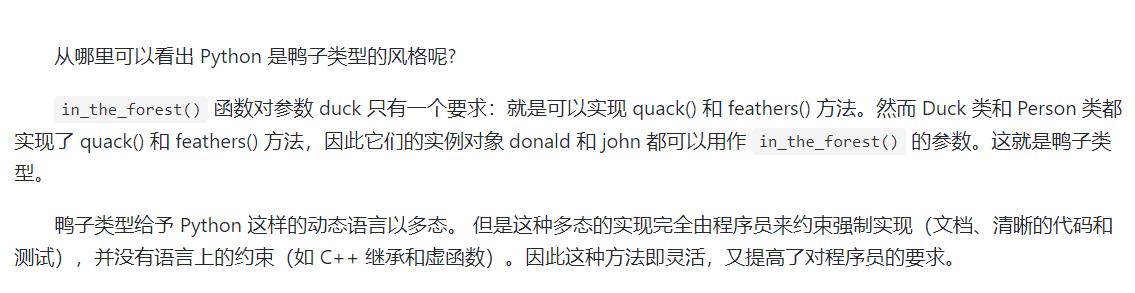 从哪里可以看出 Python 是鸭子类型的风格呢？
in_the_forest() 函数对参数 duck 只有一个要求：就是可以实现 quack() 和 feathers() 方法。然而 Duck 类和 Person 类都
实现了 quack() 和 feathers() 方法，因此它们的实例对象 donald 和 john 都可以用作 in_the_forest() 的参数。这就是鸭子类
型。
鸭子类型给予 Python 这样的动态语言以多态。 但是这种多态的实现完全由程序员来约束强制实现（文档、清晰的代码和
测试），并没有语言上的约束（如 C++ 继承和虚函数）。因此这种方法即灵活，又提高了对程序员的要求。